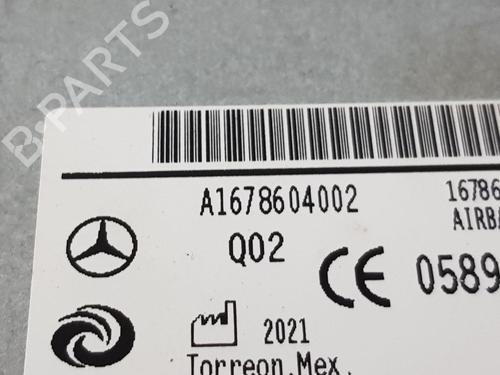 B-PARTS
A1678604002
16786
Q02
AIRBA
CE 0589
2021
Torreon,Mex.